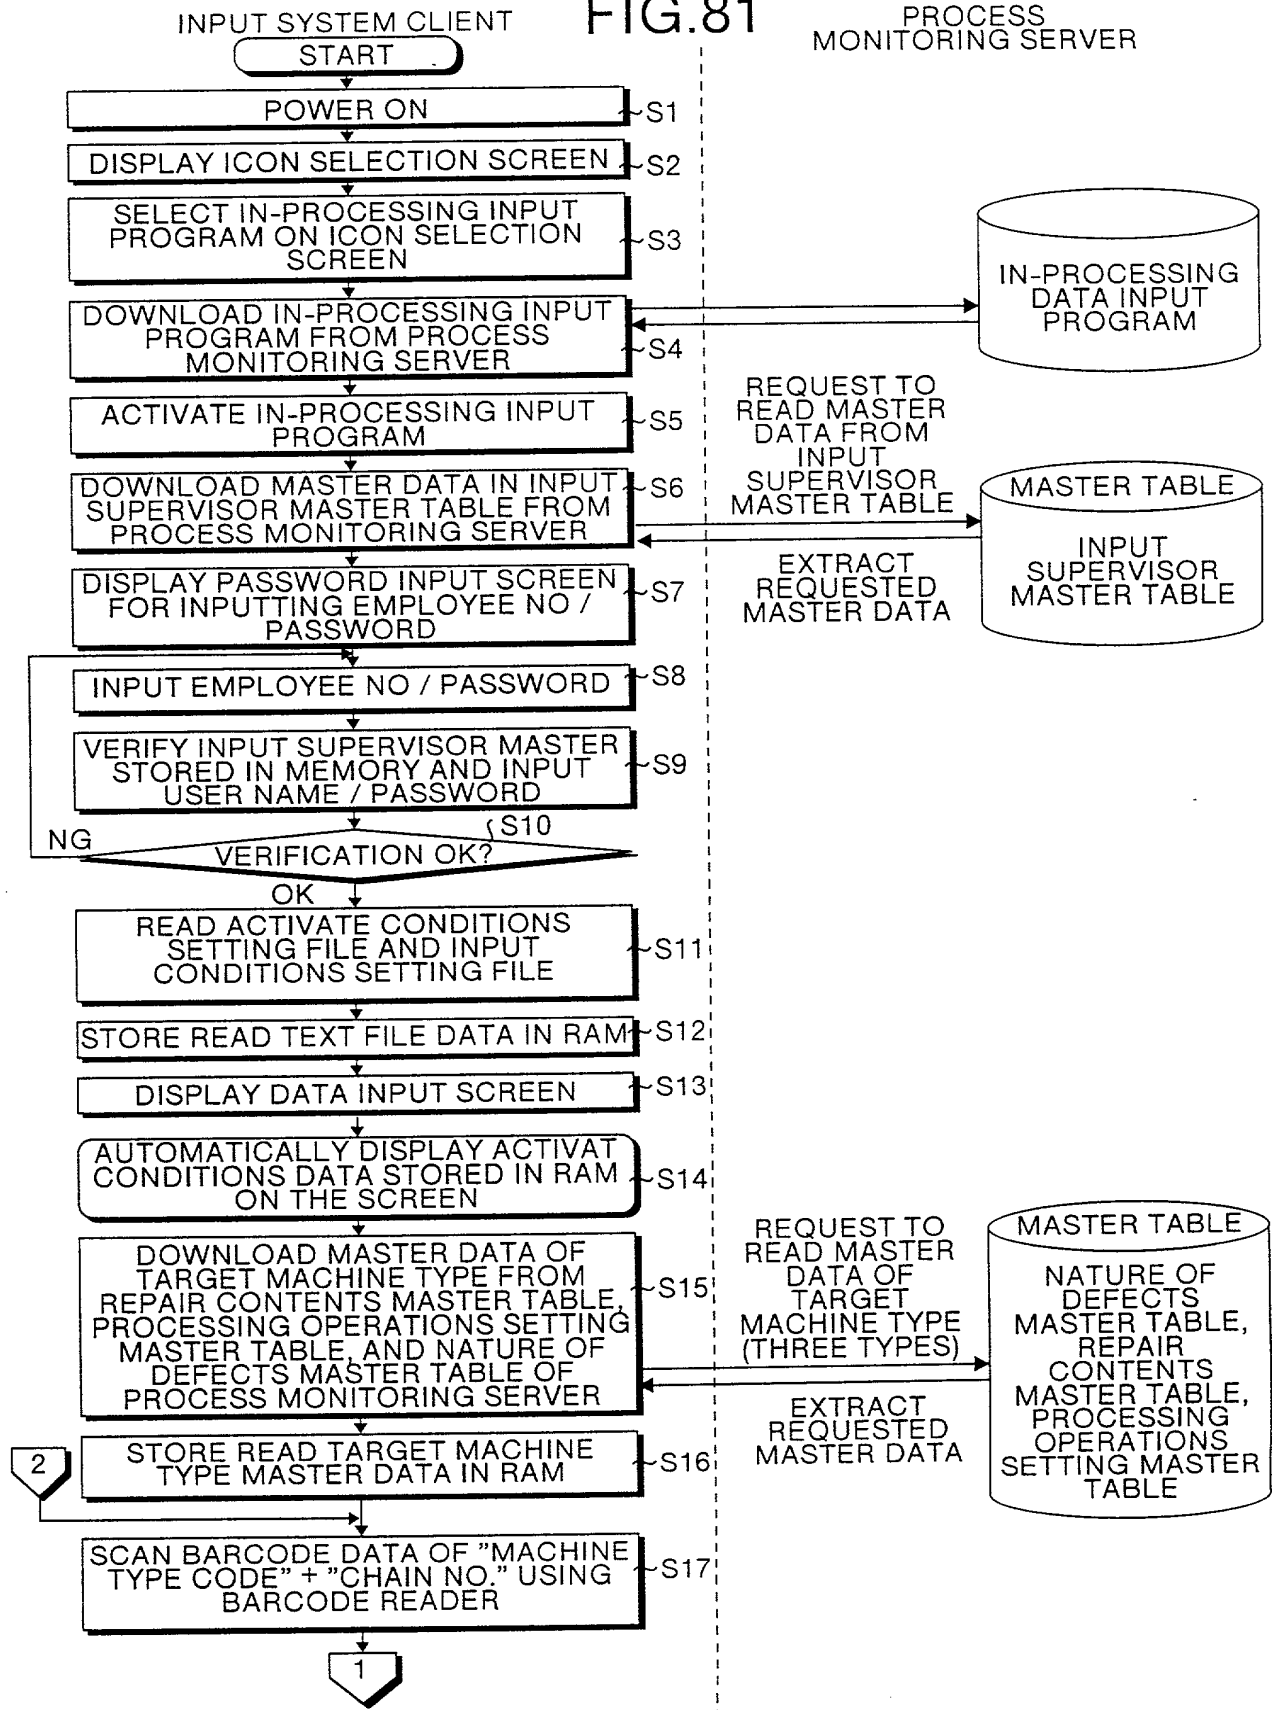 FIG.81
INPUT SYSTEM CLIENT
PROCESS
MONITORING SERVER
START
POWER ON
S1
DISPLAY ICON SELECTION SCREEN
S2
SELECT IN-PROCESSING INPUT
PROGRAM ON ICON SELECTION
SCREEN
S3
DOWNLOAD IN-PROCESSING INPUT
PROGRAM FROM PROCESS
MONITORING SERVER
S4
IN-PROCESSING
DATA INPUT
PROGRAM
ACTIVATE IN-PROCESSING INPUT
PROGRAM
S5
DOWNLOAD MASTER DATA IN INPUT
SUPERVISOR MASTER TABLE FROM
PROCESS MONITORING SERVER
S6
REQUEST TO
READ MASTER
DATA FROM
INPUT
SUPERVISOR
MASTER TABLE
EXTRACT
REQUESTED
MASTER DATA
MASTER TABLE
INPUT
SUPERVISOR
MASTER TABLE
DISPLAY PASSWORD INPUT SCREEN
FOR INPUTTING EMPLOYEE NO /
PASSWORD
S7
INPUT EMPLOYEE NO / PASSWORD
S8
VERIFY INPUT SUPERVISOR MASTER
STORED IN MEMORY AND INPUT
USER NAME / PASSWORD
S9
S10
NG
VERIFICATION OK?
OK
READ ACTIVATE CONDITIONS
SETTING FILE AND INPUT
CONDITIONS SETTING FILE
S11
STORE READ TEXT FILE DATA IN RAM
S12
DISPLAY DATA INPUT SCREEN
S13
AUTOMATICALLY DISPLAY ACTIVAT
CONDITIONS DATA STORED IN RAM
ON THE SCREEN
S14
DOWNLOAD MASTER DATA OF
TARGET MACHINE TYPE FROM
REPAIR CONTENTS MASTER TABLE,
PROCESSING OPERATIONS SETTING
MASTER TABLE, AND NATURE OF
DEFECTS MASTER TABLE OF
PROCESS MONITORING SERVER
S15
REQUEST TO
READ MASTER
DATA OF
TARGET
MACHINE TYPE
(THREE TYPES)
EXTRACT
REQUESTED
MASTER DATA
MASTER TABLE
NATURE OF
DEFECTS
MASTER TABLE,
REPAIR
CONTENTS
MASTER TABLE,
PROCESSING
OPERATIONS
SETTING MASTER
TABLE
2
STORE READ TARGET MACHINE
TYPE MASTER DATA IN RAM
S16
SCAN BARCODE DATA OF "MACHINE
TYPE CODE" + "CHAIN NO." USING
BARCODE READER
S17
1